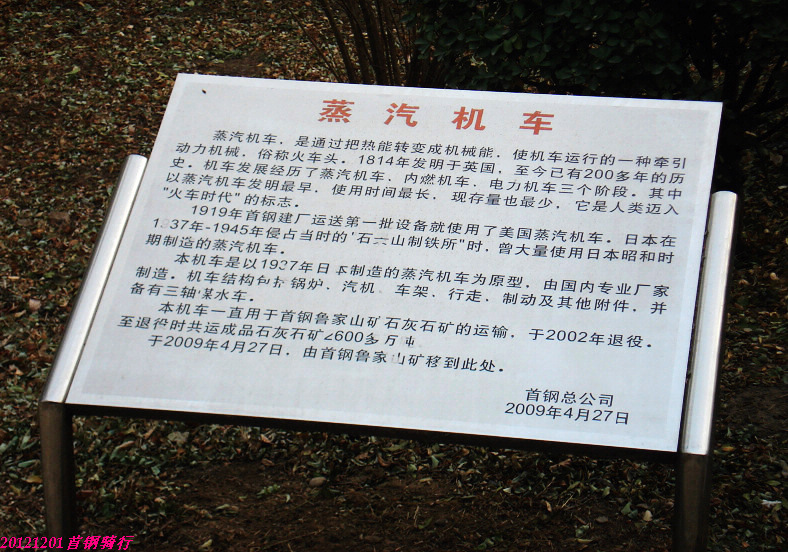 蒸汽机车
蒸汽机车，是通过把热能转变成机械能，使机车运行的一种牵引
动力机械，俗称火车头。1814年发明于英国，至今已有200多年的历
史。机车发展经历了蒸汽机车、内燃机车、电力机车三个阶段。其中
以蒸汽机车发明最早，使用时间最长，现存量也最少，它是人类迈入
"火车时代"的标志。
1919年首钢建厂运送第一批设备就使用了美国蒸汽机车。日本在
1937年-1945年侵占当时的'石 山制铁所"时，曾大量使用日本昭和时
期制造的蒸汽机车。
本机车是以1937年日本制造的蒸汽机车为原型，由国内专业厂家
制造。机车结构包括锅炉、汽机、车架、行走，制动及其他附件，并
备有三轴煤水车。
本机车一直用于首钢鲁家山矿石灰石矿的运输，于2002年退役。
至退役时共运成品石灰石矿2600多万吨
于2009年4月27日，由首钢鲁家山矿移到此处。
首钢总公司
2009年4月27日
20121201首钢骑行